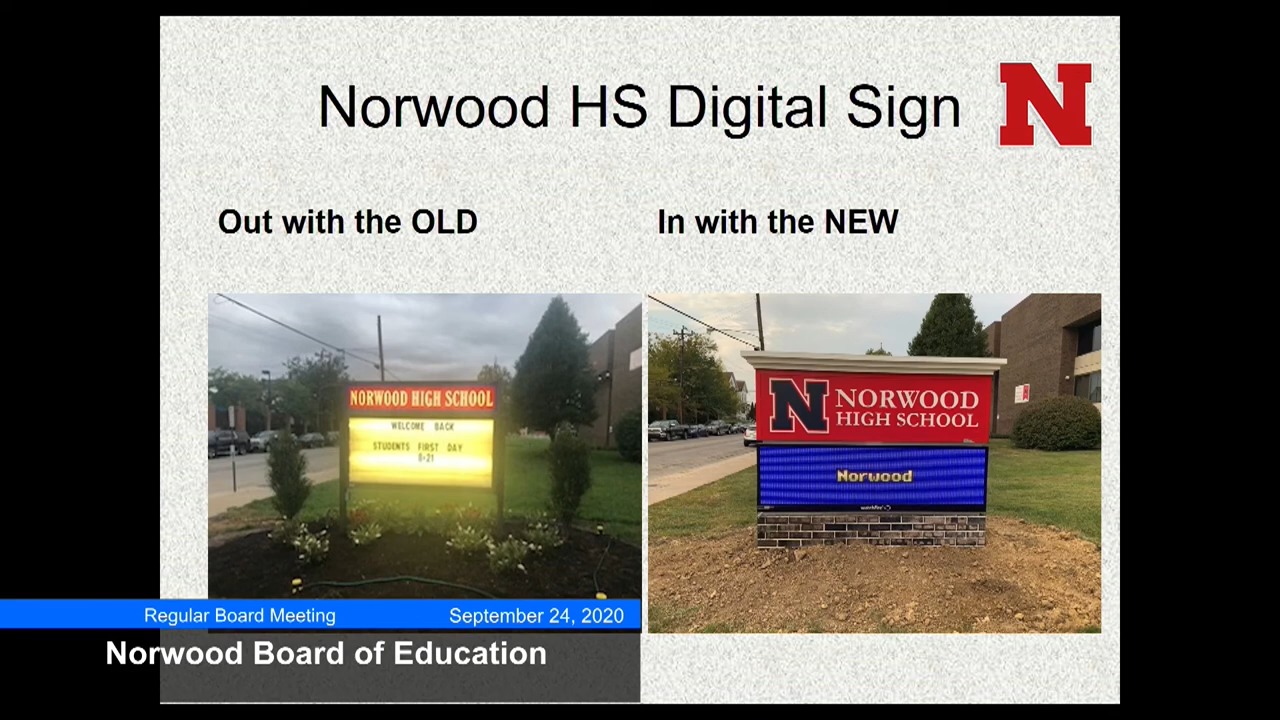 Norwood HS Digital Sign
N
Out with the OLD
In with the NEW
NORWOOD HIGH SCHOOL
WELCOME BACK
STUDENTS FIRST DAY
8-21
N
NORWOOD
HIGH SCHOOL
Norwood
watchfire
Regular Board Meeting
September 24, 2020
Norwood Board of Education